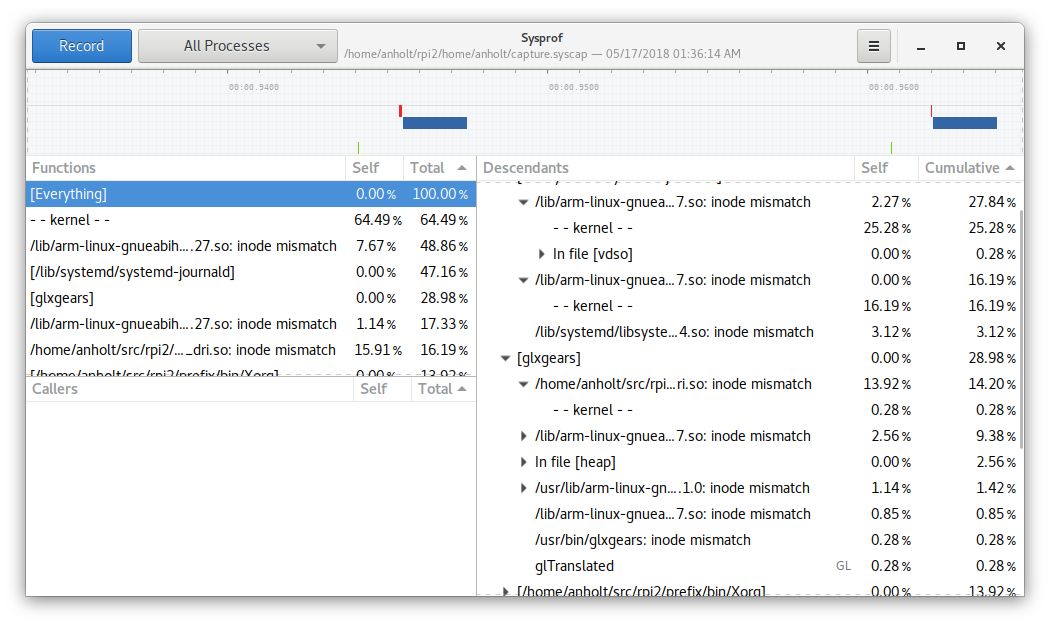 Record
All Processes
Sysprof
/home/anholt/rpi2/home/anholt/capture.syscap — 05/17/2018 01:36:14 AM
00:00.9400 00:00.9500 00:00.9600
Functions Self Total
[Everything] 0.00% 100.00%
- - kernel - - 64.49% 64.49%
/lib/arm-linux-gnueabih….27.so: inode mismatch 7.67% 48.86%
[/lib/systemd/systemd-journald] 0.00% 47.16%
[glxgears] 0.00% 28.98%
/lib/arm-linux-gnueabih….27.so: inode mismatch 1.14% 17.33%
/home/anholt/src/rpi2/…_dri.so: inode mismatch 15.91% 16.19%
[/home/anholt/src/rpi2/prefix/bin/Xorg] 0.00% 13.92%
Callers Self Total
Descendants Self Cumulative
/lib/arm-linux-gnuea…7.so: inode mismatch 2.27% 27.84%
- - kernel - - 25.28% 25.28%
In file [vdso] 0.00% 0.28%
/lib/arm-linux-gnuea…7.so: inode mismatch 0.00% 16.19%
- - kernel - - 16.19% 16.19%
/lib/systemd/libsyste…4.so: inode mismatch 3.12% 3.12%
[glxgears] 0.00% 28.98%
/home/anholt/src/rpi…ri.so: inode mismatch 13.92% 14.20%
- - kernel - - 0.28% 0.28%
/lib/arm-linux-gnuea…7.so: inode mismatch 2.56% 9.38%
In file [heap] 0.00% 2.56%
/usr/lib/arm-linux-gn….1.0: inode mismatch 1.14% 1.42%
/lib/arm-linux-gnuea…7.so: inode mismatch 0.85% 0.85%
/usr/bin/glxgears: inode mismatch 0.28% 0.28%
glTranslated GL 0.28% 0.28%
[/home/anholt/src/rpi2/prefix/bin/Xorg] 0.00% 13.92%